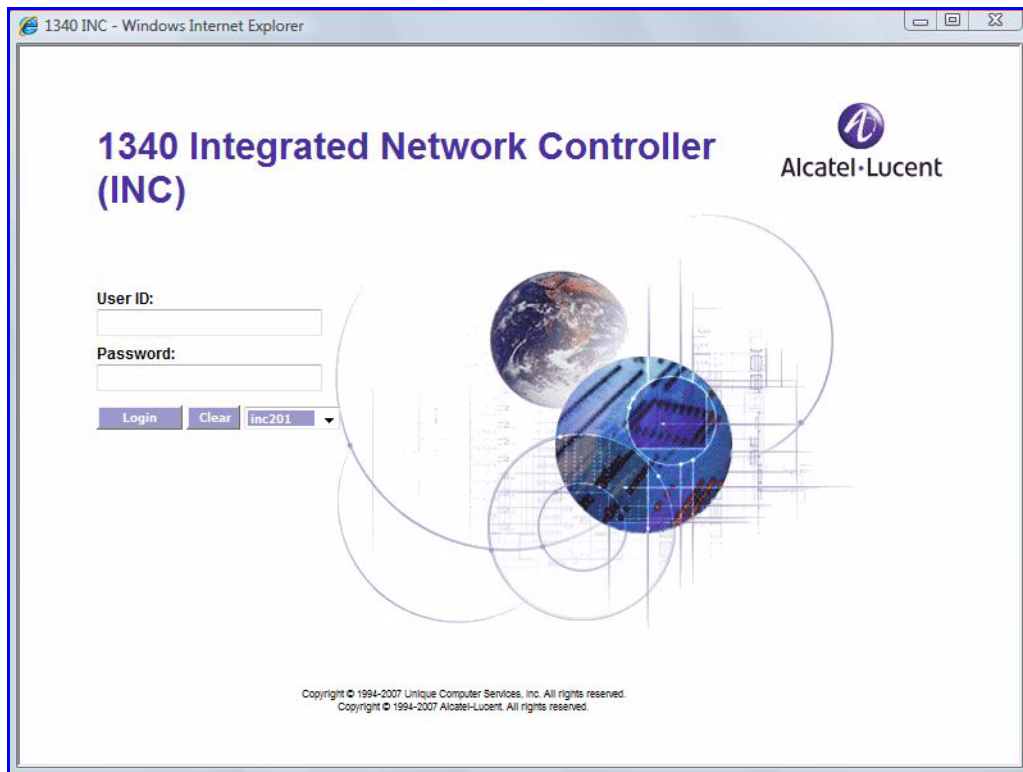 1340 INC - Windows Internet Explorer
1340 Integrated Network Controller
(INC)
Alcatel·Lucent
User ID:
Password:
Login Clear inc201
Copyright © 1994-2007 Unique Computer Services, Inc. All rights reserved.
Copyright © 1994-2007 Alcatel-Lucent. All rights reserved.